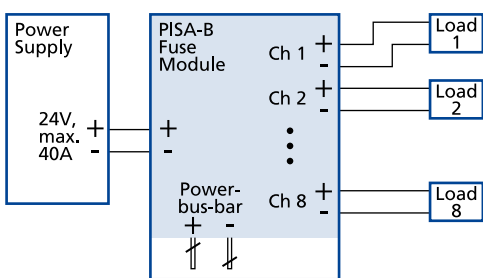 Power
Supply
24V,
max.
40A
+
-
PISA-B
Fuse
Module
+
-
Ch 1 +
-
Ch 2 +
-
Ch 8 +
-
Power-
bus-bar
+ -
Load
1
Load
2
Load
8